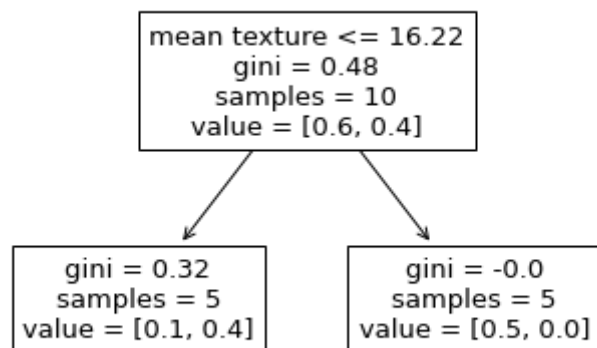 mean texture <= 16.22
gini = 0.48
samples = 10
value = [0.6, 0.4]
gini = 0.32
samples = 5
value = [0.1, 0.4]
gini = -0.0
samples = 5
value = [0.5, 0.0]